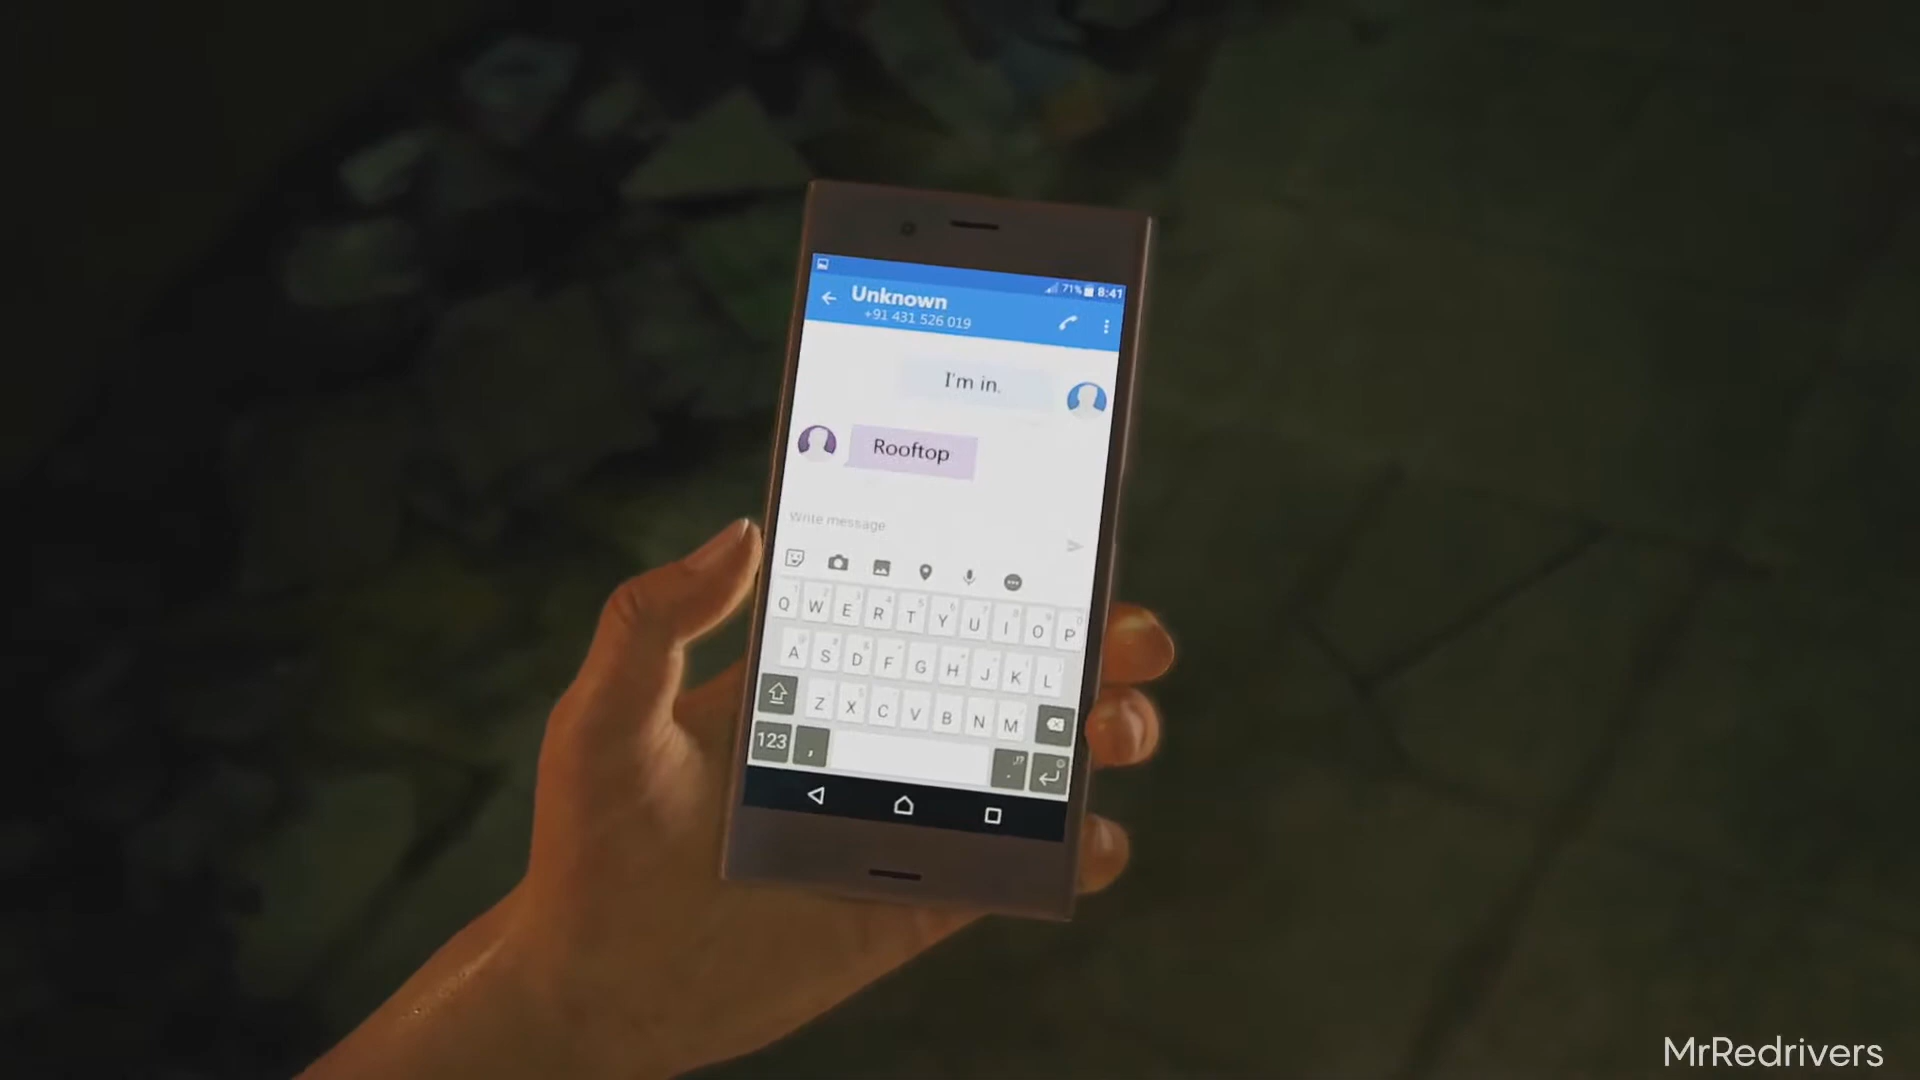 71% 8:41
Unknown
+91 431 526 019
I'm in.
Rooftop
Write message
Q W E R T Y U I O P
A S D F G H J K L
Z X C V B N M
123 , . ,!?
MrRedrivers